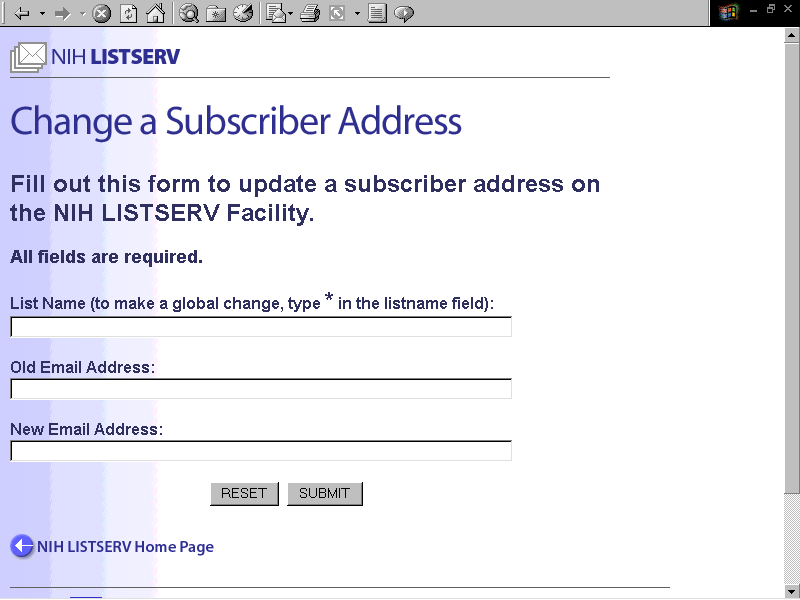 NIH LISTSERV
Change a Subscriber Address
Fill out this form to update a subscriber address on
the NIH LISTSERV Facility.
All fields are required.
List Name (to make a global change, type * in the listname field):
Old Email Address:
New Email Address:
RESET SUBMIT
NIH LISTSERV Home Page